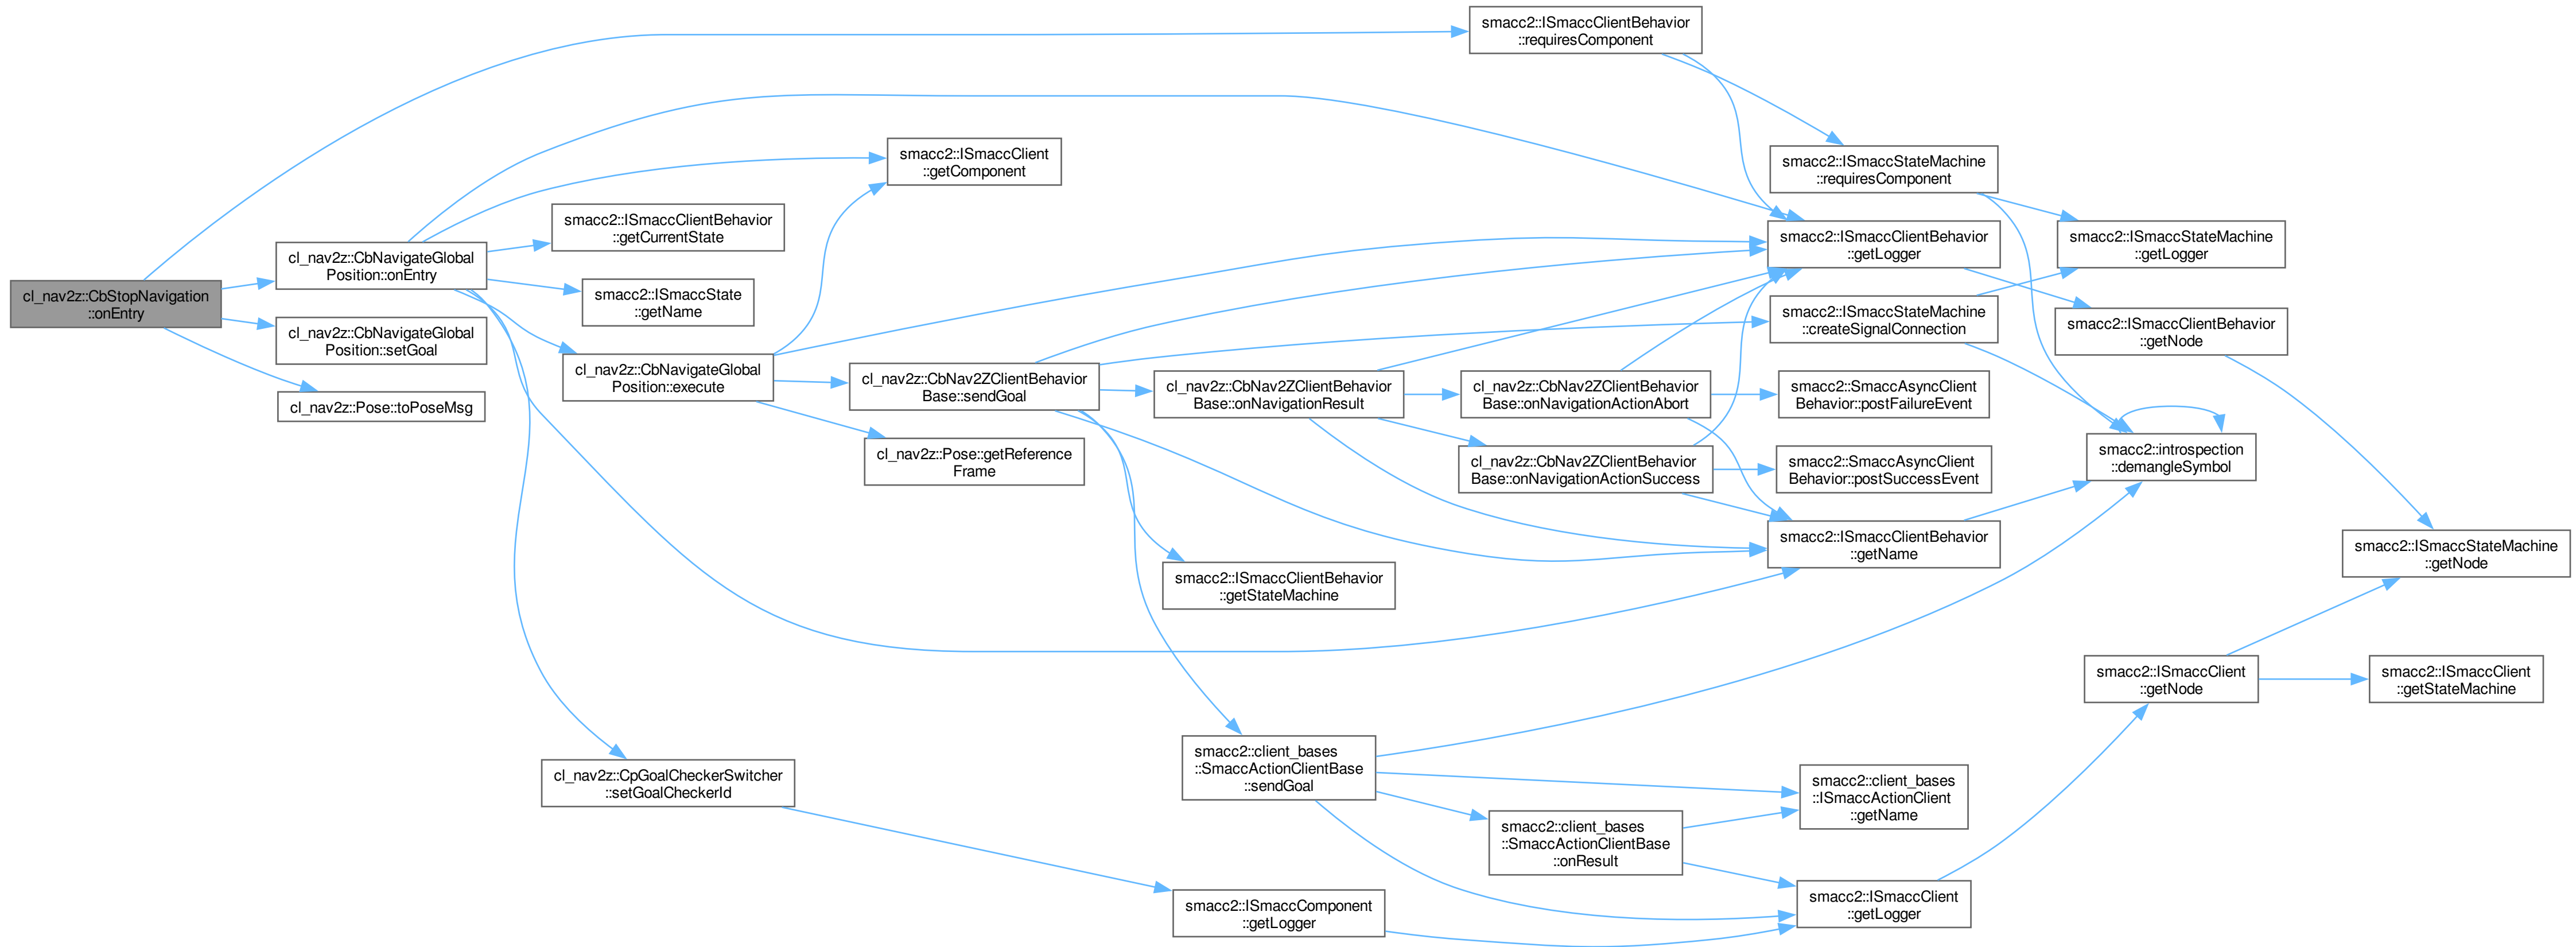 cl_nav2z::CbStopNavigation
::onEntry
cl_nav2z::CbNavigateGlobal
Position::onEntry
cl_nav2z::CbNavigateGlobal
Position::setGoal
cl_nav2z::Pose::toPoseMsg
smacc2::ISmaccClientBehavior
::getCurrentState
smacc2::ISmaccState
::getName
cl_nav2z::CbNavigateGlobal
Position::execute
cl_nav2z::CpGoalCheckerSwitcher
::setGoalCheckerId
smacc2::ISmaccClient
::getComponent
cl_nav2z::CbNav2ZClientBehavior
Base::sendGoal
cl_nav2z::Pose::getReference
Frame
cl_nav2z::CbNav2ZClientBehavior
Base::onNavigationResult
smacc2::ISmaccClientBehavior
::getStateMachine
smacc2::client_bases
::SmaccActionClientBase
::sendGoal
smacc2::ISmaccComponent
::getLogger
smacc2::ISmaccClientBehavior
::requiresComponent
cl_nav2z::CbNav2ZClientBehavior
Base::onNavigationActionAbort
cl_nav2z::CbNav2ZClientBehavior
Base::onNavigationActionSuccess
smacc2::client_bases
::SmaccActionClientBase
::onResult
smacc2::ISmaccStateMachine
::requiresComponent
smacc2::ISmaccClientBehavior
::getLogger
smacc2::ISmaccStateMachine
::createSignalConnection
smacc2::SmaccAsyncClient
Behavior::postFailureEvent
smacc2::SmaccAsyncClient
Behavior::postSuccessEvent
smacc2::ISmaccClientBehavior
::getName
smacc2::client_bases
::ISmaccActionClient
::getName
smacc2::ISmaccClient
::getLogger
smacc2::ISmaccStateMachine
::getLogger
smacc2::ISmaccClientBehavior
::getNode
smacc2::introspection
::demangleSymbol
smacc2::ISmaccClient
::getNode
smacc2::ISmaccStateMachine
::getNode
smacc2::ISmaccClient
::getStateMachine